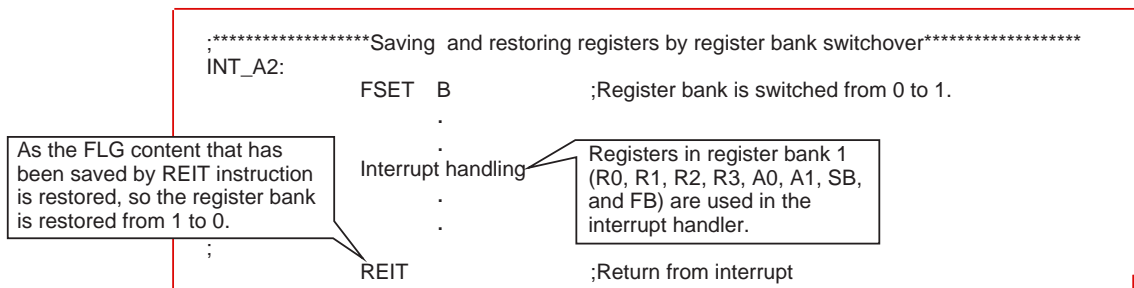 ;*******************Saving and restoring registers by register bank switchover*******************
INT_A2:
FSET B ;Register bank is switched from 0 to 1.
.
.
As the FLG content that has
been saved by REIT instruction
is restored, so the register bank
is restored from 1 to 0.
Interrupt handling
Registers in register bank 1
(R0, R1, R2, R3, A0, A1, SB,
and FB) are used in the
interrupt handler.
.
.
;
REIT ;Return from interrupt